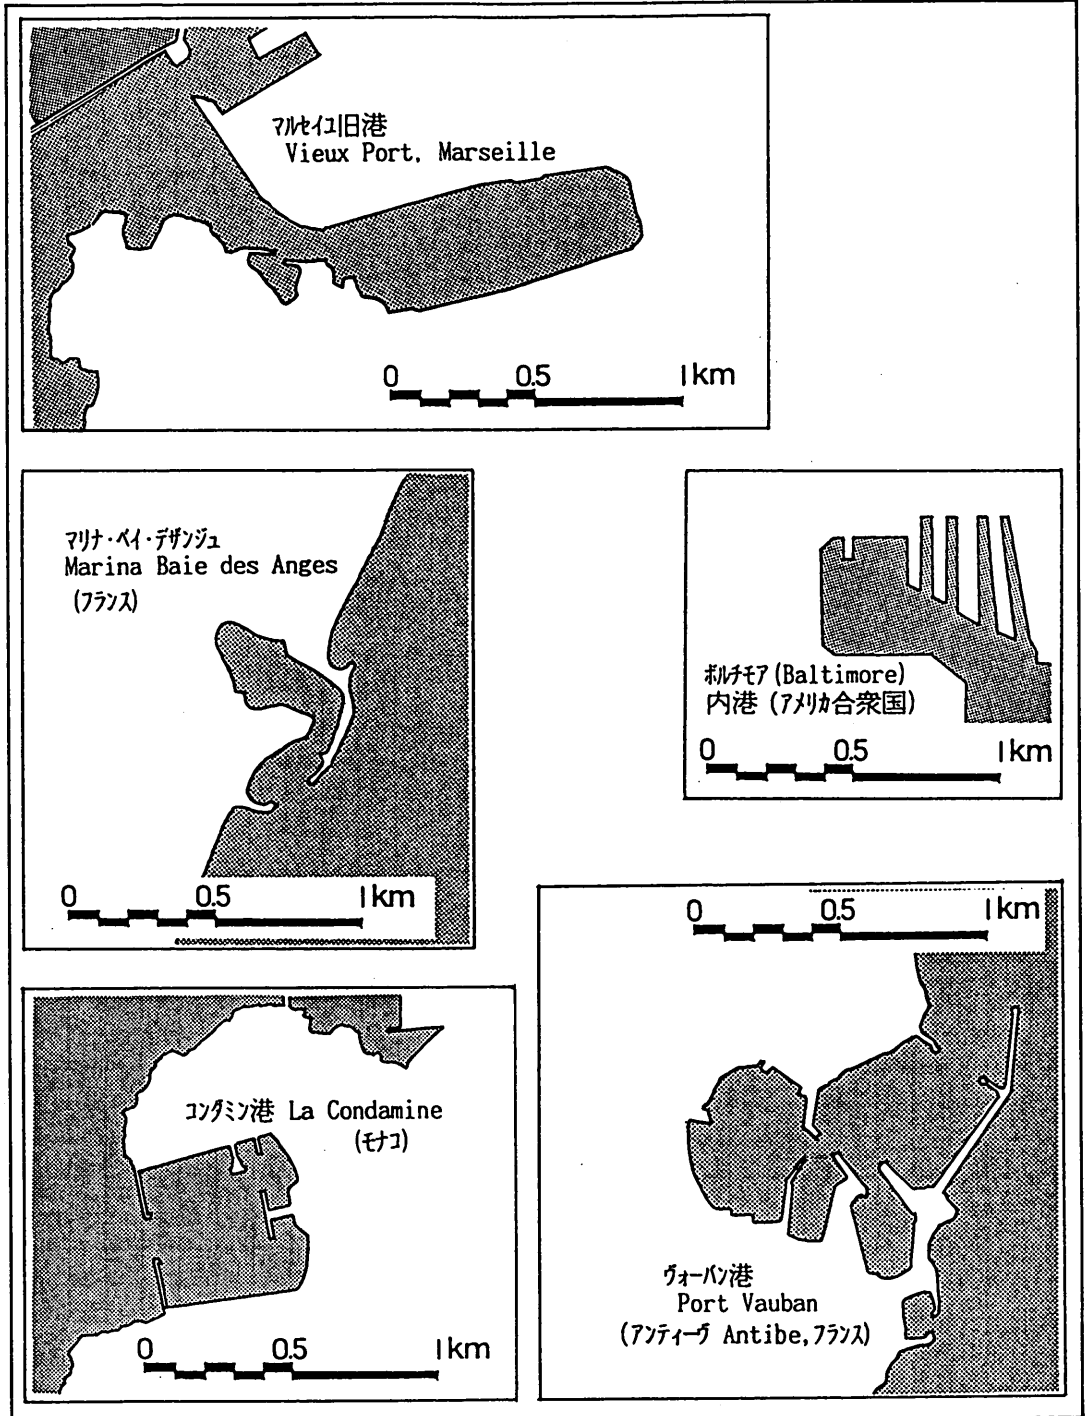 マルセイユ旧港
Vieux Port, Marseille
0 0.5 1km
マリナ・ベイ・デザンジュ
Marina Baie des Anges
(フランス)
0 0.5 1km
ボルチモア(Baltimore)
内港(アメリカ合衆国)
0 0.5 1km
コンダミン港 La Condamine
(モナコ)
0 0.5 1km
0 0.5 1km
ヴォーバン港
Port Vauban
(アンティーヴ Antibe,フランス)